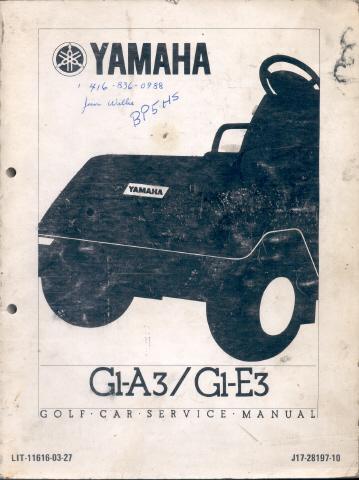 YAMAHA
416-836-0988
BP5HS
YAMAHA
G1-A3/G1-E3
GOLF·CAR·SERVICE·MANUAL
LIT-11616-03-27
J17-28197-10